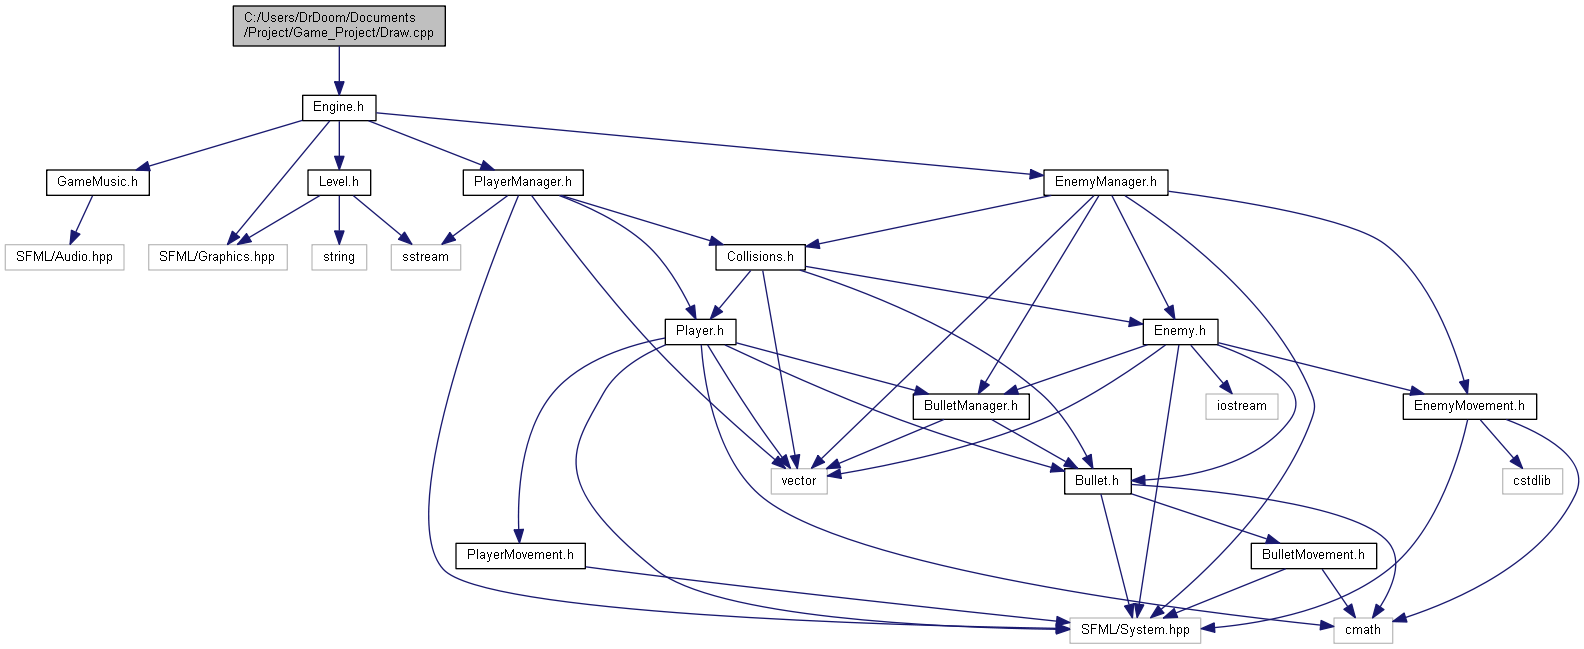 C:/Users/DrDoom/Documents
/Project/Game_Project/Draw.cpp
Engine.h
GameMusic.h
Level.h
PlayerManager.h
EnemyManager.h
SFML/Audio.hpp
SFML/Graphics.hpp
string
sstream
Collisions.h
Player.h
Enemy.h
BulletManager.h
iostream
EnemyMovement.h
vector
Bullet.h
cstdlib
PlayerMovement.h
BulletMovement.h
SFML/System.hpp
cmath